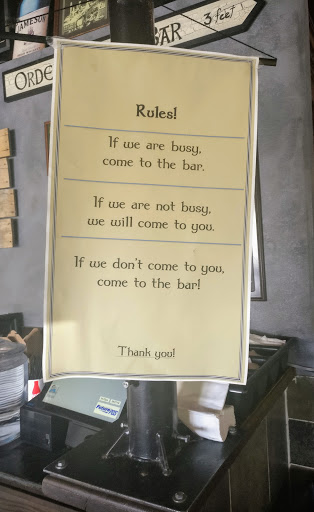 JAMESON
ORDE
BAR
3 feet
Rules!
If we are busy,
come to the bar.
If we are not busy,
we will come to you.
If we don't come to you,
come to the bar!
Thank you!